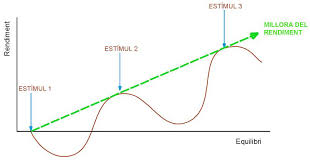 ESTÍMUL 3
MILLORA DEL
RENDIMENT
ESTÍMUL 2
ESTÍMUL 1
Rendiment
Equilibri